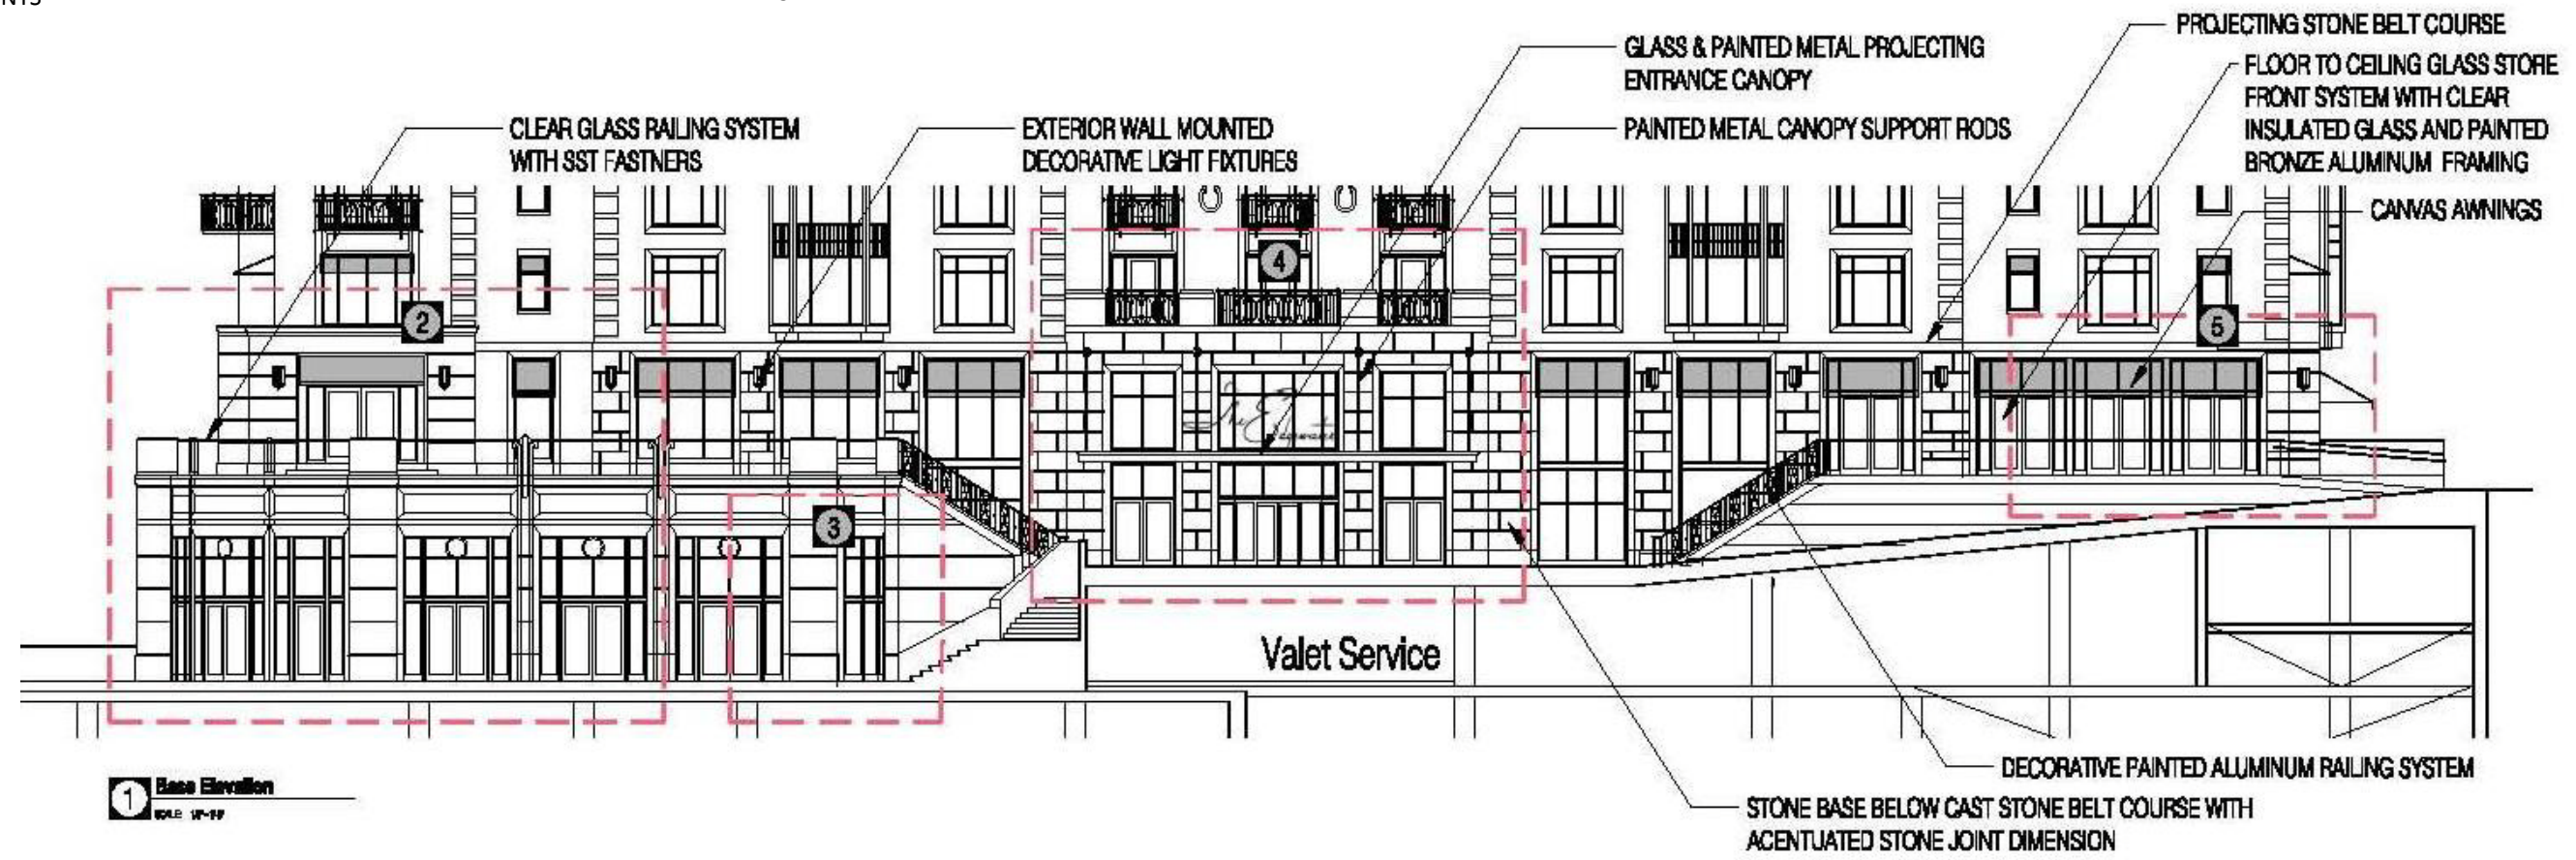 NTS
PROJECTING STONE BELT COURSE
GLASS & PAINTED METAL PROJECTING
ENTRANCE CANOPY
FLOOR TO CEILING GLASS STORE
FRONT SYSTEM WITH CLEAR
INSULATED GLASS AND PAINTED
BRONZE ALUMINUM FRAMING
CLEAR GLASS RAILING SYSTEM
WITH SST FASTNERS
EXTERIOR WALL MOUNTED
DECORATIVE LIGHT FIXTURES
PAINTED METAL CANOPY SUPPORT RODS
CANVAS AWNINGS
4
2
5
The
3
Valet Service
DECORATIVE PAINTED ALUMINUM RAILING SYSTEM
1 Base Elevation
SCALE
STONE BASE BELOW CAST STONE BELT COURSE WITH
ACENTUATED STONE JOINT DIMENSION